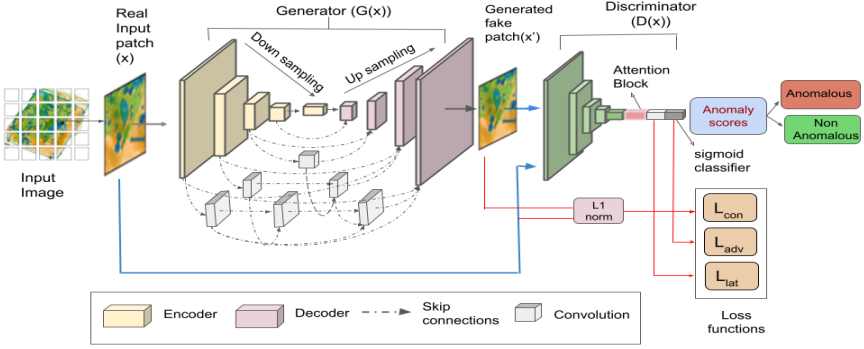 Real
Input
patch
(x)
Generator (G(x))
Generated
fake
patch(x')
Discriminator
(D(x))
Down sampling
Up sampling
Attention
Block
Anomaly
scores
Anomalous
Non
Anomalous
sigmoid
classifier
Input
Image
L1
norm
Lcon
Ladv
Llat
Loss
functions
Encoder
Decoder
Skip
connections
Convolution